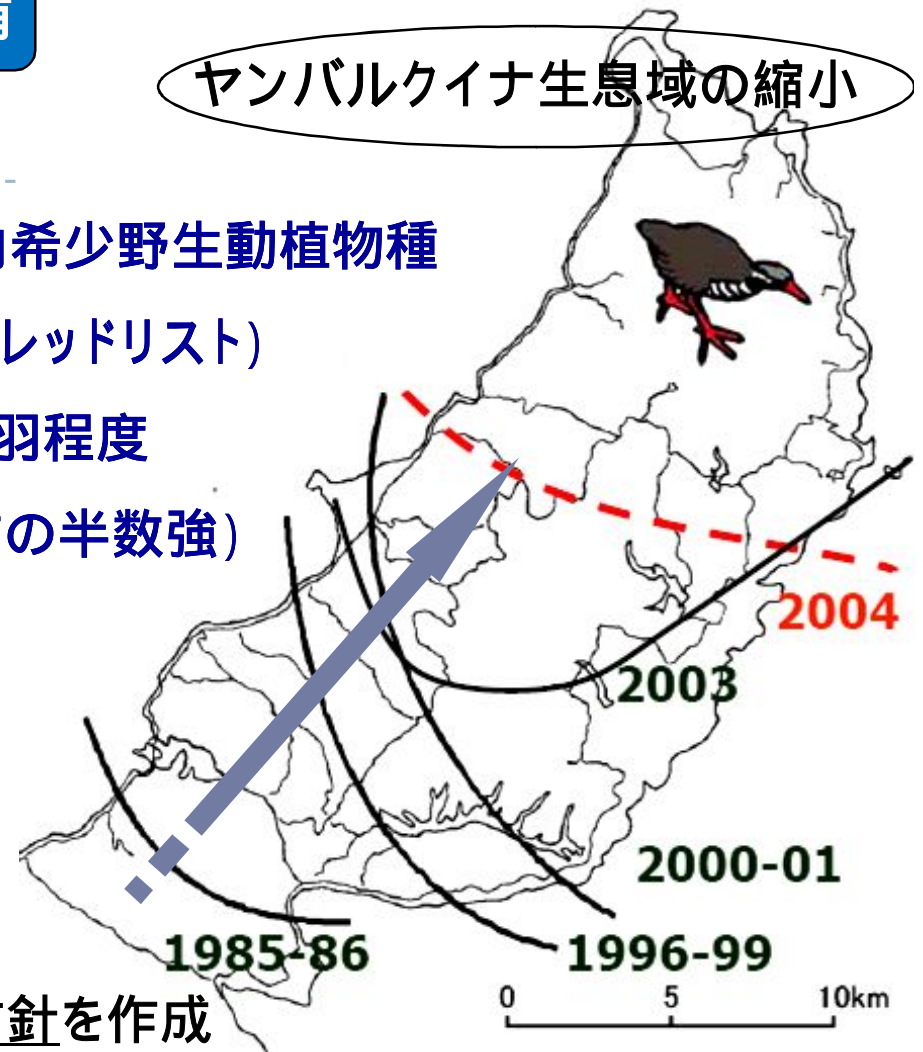 ヤンバルクイナ生息域の縮小
希少野生動植物種
レッドリスト)
羽程度
の半数強)
2004
2003
2000-01
1985-86
1996-99
0 5 10km
針を作成